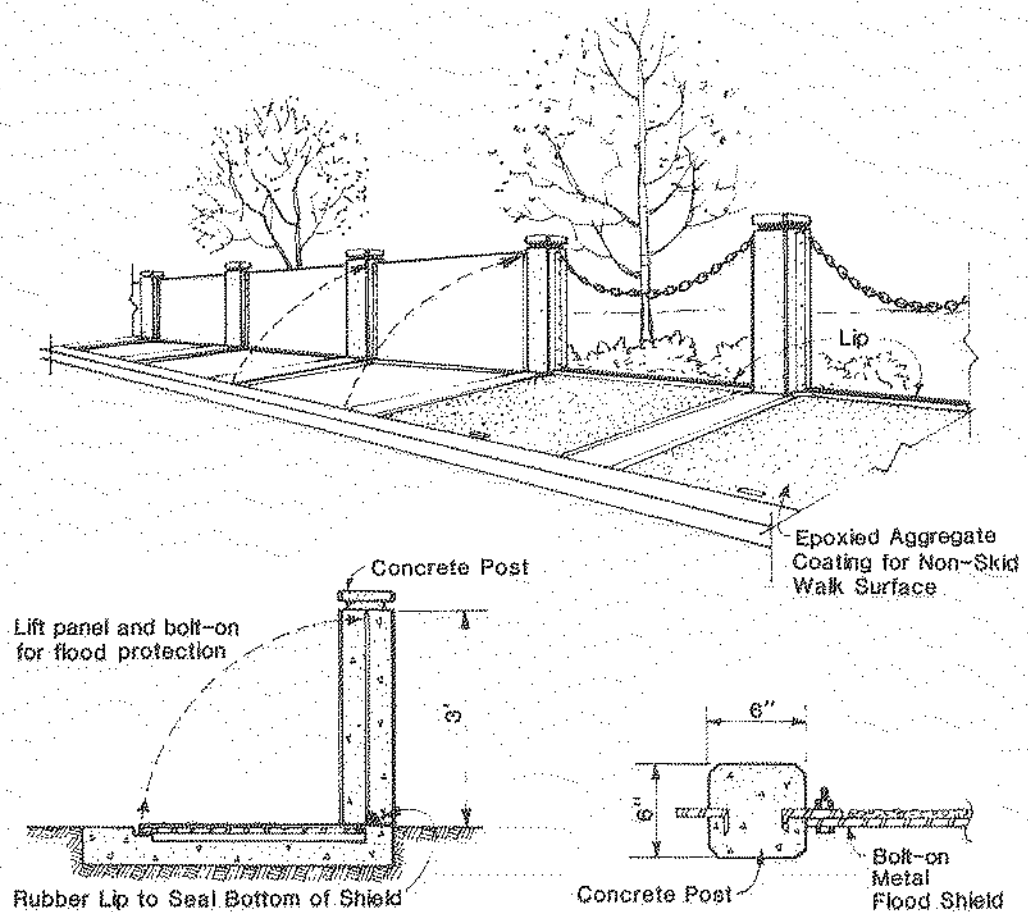 Lip
Epoxied Aggregate
Coating for Non-Skid
Walk Surface
Concrete Post
Lift panel and bolt-on
for flood protection
3'
6"
6"
Rubber Lip to Seal Bottom of Shield
Concrete Post
Bolt-on
Metal
Flood Shield